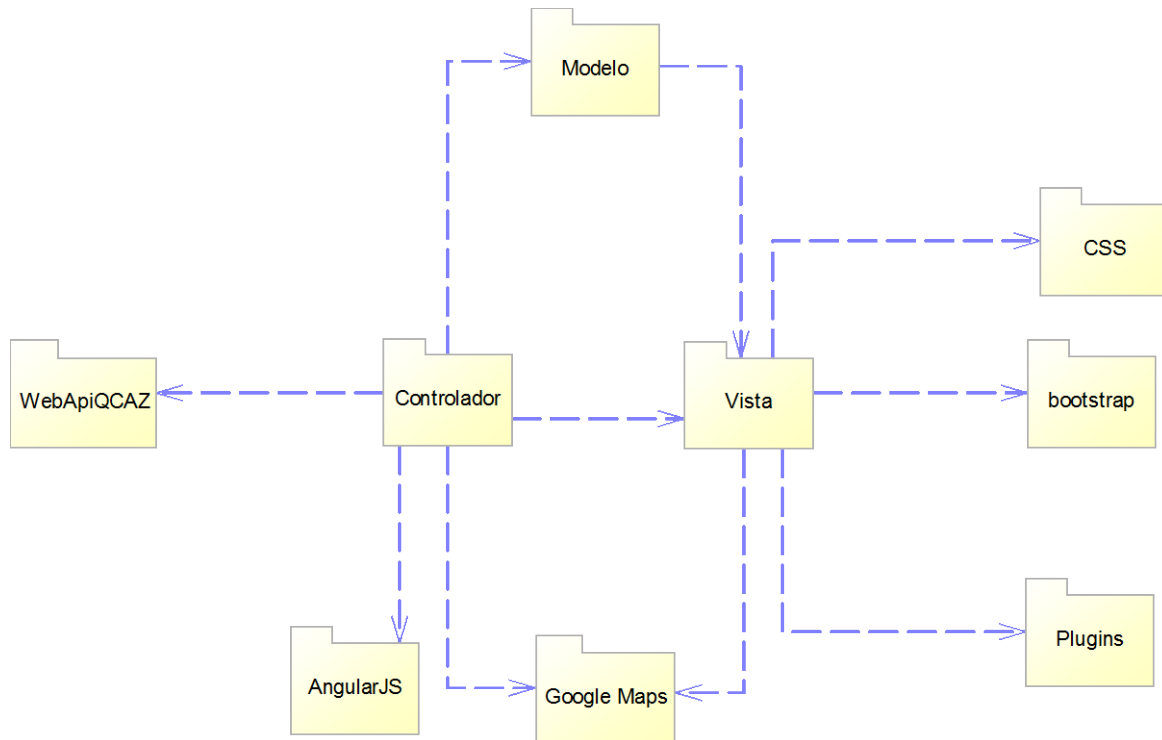 Modelo
CSS
WebApiQCAZ
Controlador
Vista
bootstrap
AngularJS
Google Maps
Plugins